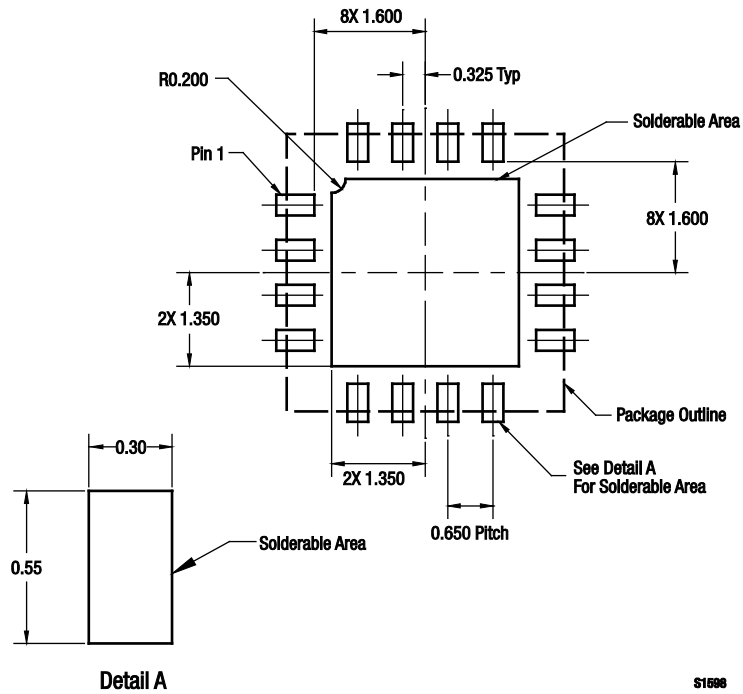 8X 1.600
0.325 Typ
R0.200
Solderable Area
Pin 1
8X 1.600
2X 1.350
Package Outline
2X 1.350
See Detail A
For Solderable Area
0.650 Pitch
0.30
0.55
Solderable Area
Detail A
S1598